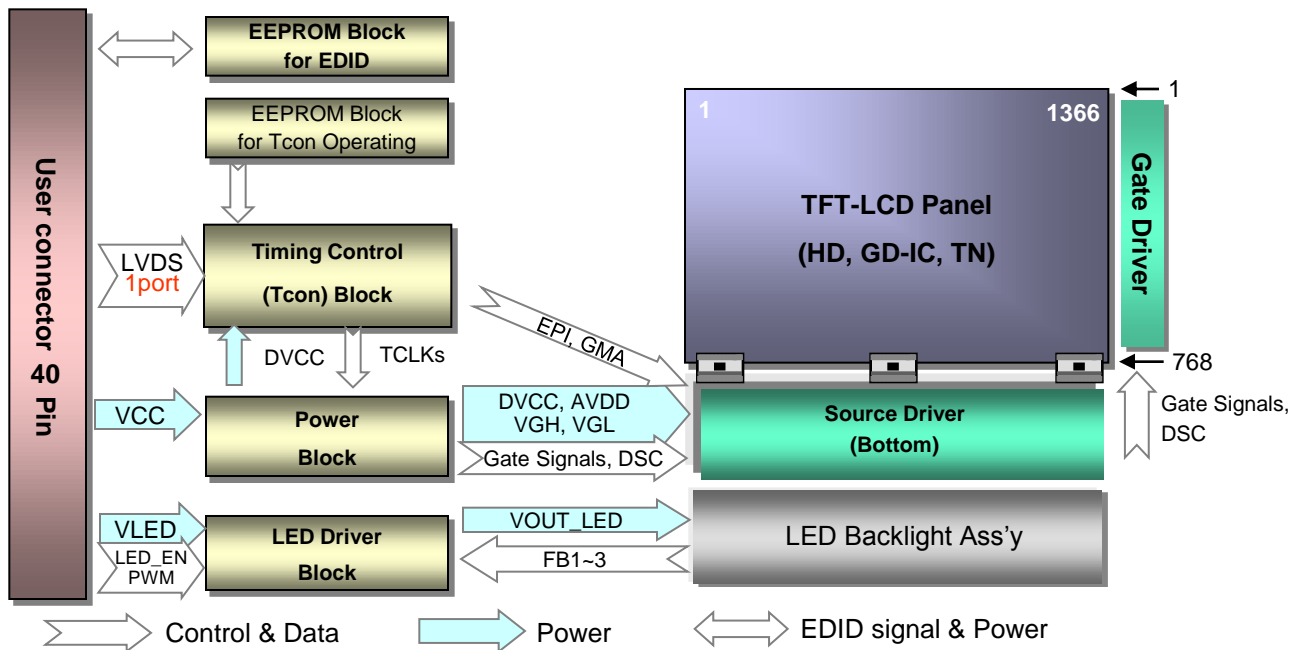 User connector 40 Pin
EEPROM Block
for EDID
EEPROM Block
for Tcon Operating
LVDS
1port
Timing Control
(Tcon) Block
DVCC
TCLKs
VCC
Power
Block
VLED
LED_EN
PWM
LED Driver
Block
EPI, GMA
DVCC, AVDD
VGH, VGL
Gate Signals, DSC
VOUT_LED
FB1~3
1
1366
TFT-LCD Panel
(HD, GD-IC, TN)
1
Gate Driver
768
Gate Signals,
DSC
Source Driver
(Bottom)
LED Backlight Ass'y
Control & Data
Power
EDID signal & Power